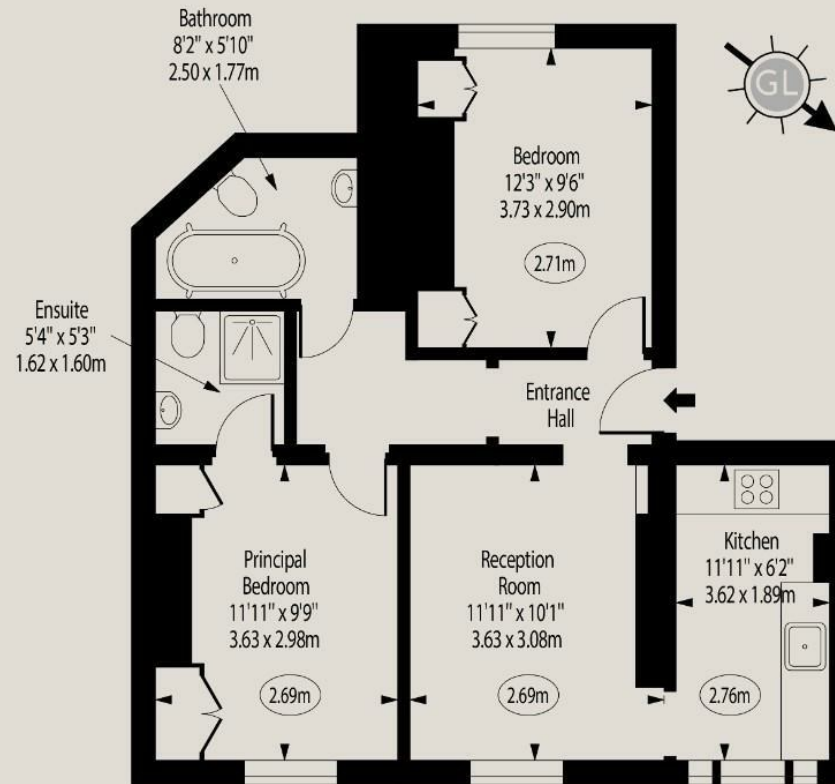 Bathroom
8'2" x 5'10"
2.50 x 1.77m
GL
Bedroom
12'3" x 9'6"
3.73 x 2.90m
2.71m
Ensuite
5'4" x 5'3"
1.62 x 1.60m
Entrance
Hall
Principal
Bedroom
11'11" x 9'9"
3.63 x 2.98m
2.69m
Reception
Room
11'11" x 10'1"
3.63 x 3.08m
2.69m
Kitchen
11'11" x 6'2"
3.62 x 1.89m
2.76m